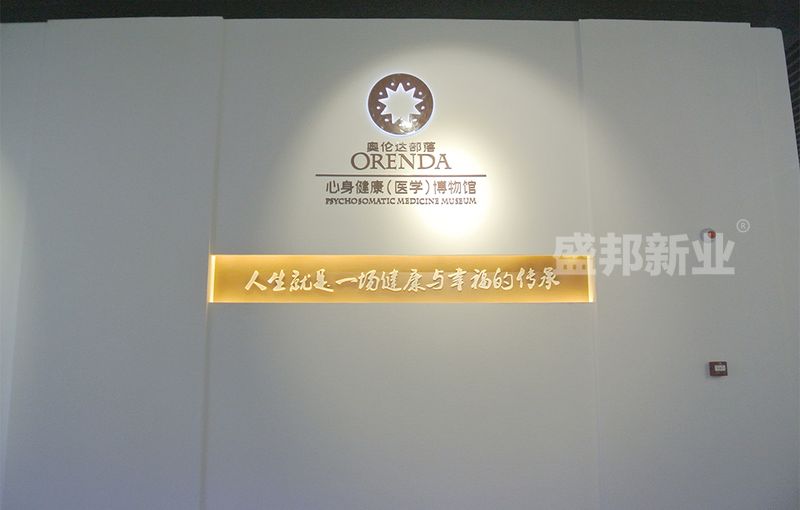 奥伦达部落
ORENDA
心身健康(医学)博物馆
PSYCHOSOMATIC MEDICINE MUSEUM
盛邦新业®
人生就是一场健康与幸福的传承